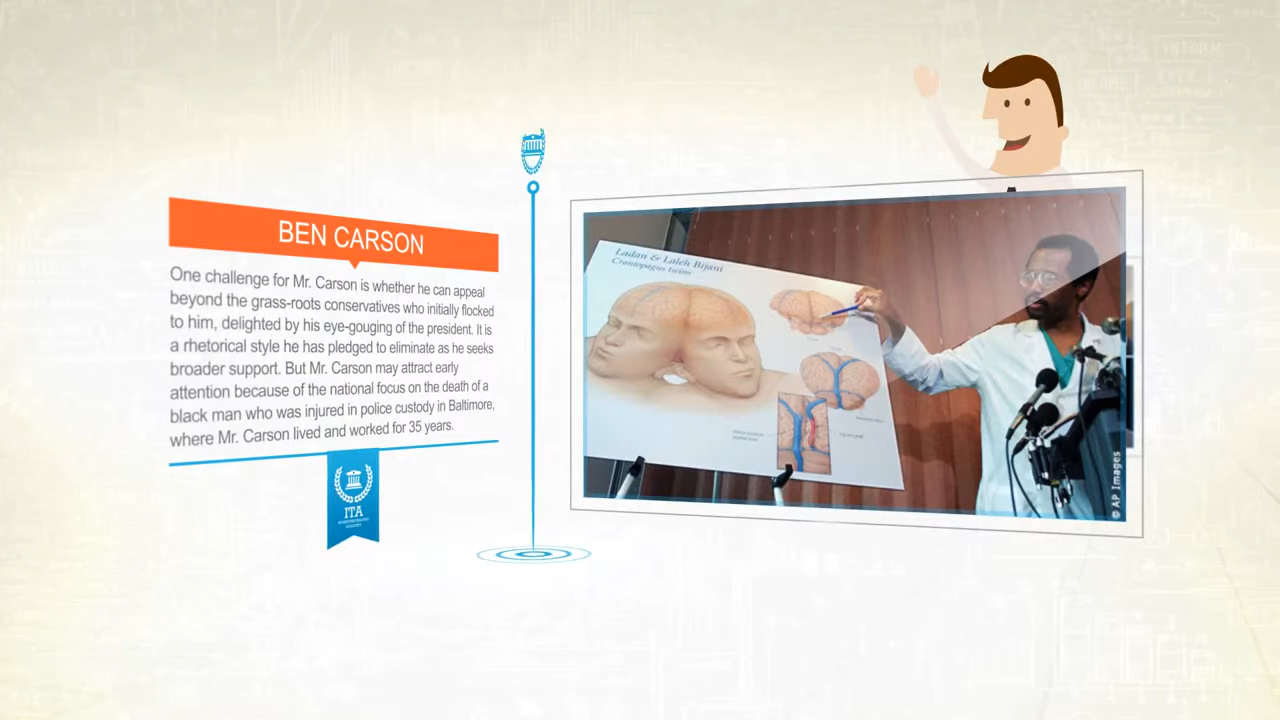 BEN CARSON
One challenge for Mr. Carson is whether he can appeal
beyond the grass-roots conservatives who initially flocked
to him, delighted by his eye-gouging of the president. It is
a rhetorical style he has pledged to eliminate as he seeks
broader support. But Mr. Carson may attract early
attention because of the national focus on the death of a
black man who was injured in police custody in Baltimore,
where Mr. Carson lived and worked for 35 years.
ITA
Ladan & Laleh Bijani
Craniopagus twins
© AP Images